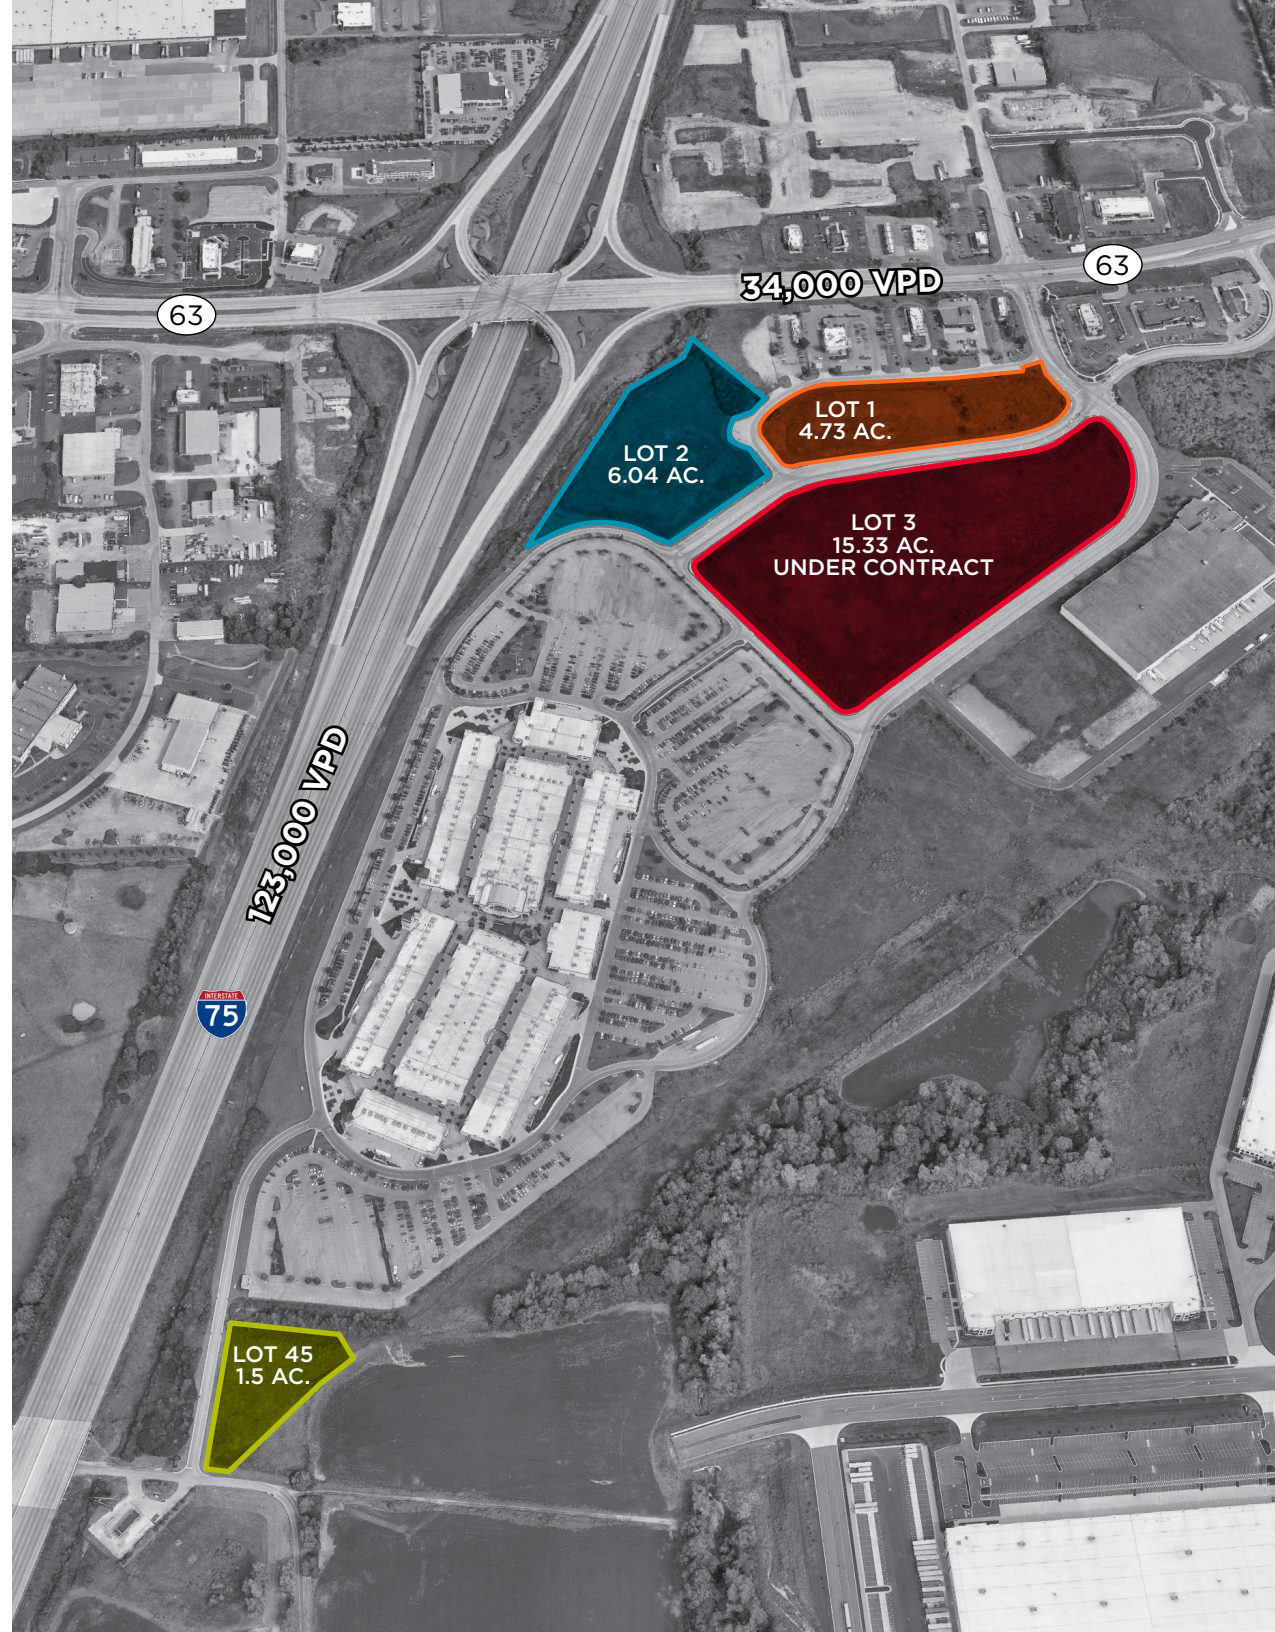 63
34,000 VPD
63
LOT 1
4.73 AC.
LOT 2
6.04 AC.
LOT 3
15.33 AC.
UNDER CONTRACT
123,000 VPD
INTERSTATE
75
LOT 45
1.5 AC.